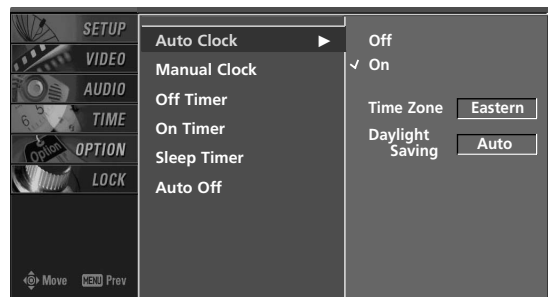 SETUP
VIDEO
AUDIO
TIME
OPTION
LOCK
Move MENU Prev
Auto Clock
Manual Clock
Off Timer
On Timer
Sleep Timer
Auto Off
Off
On
Time Zone Eastern
Daylight
Saving Auto